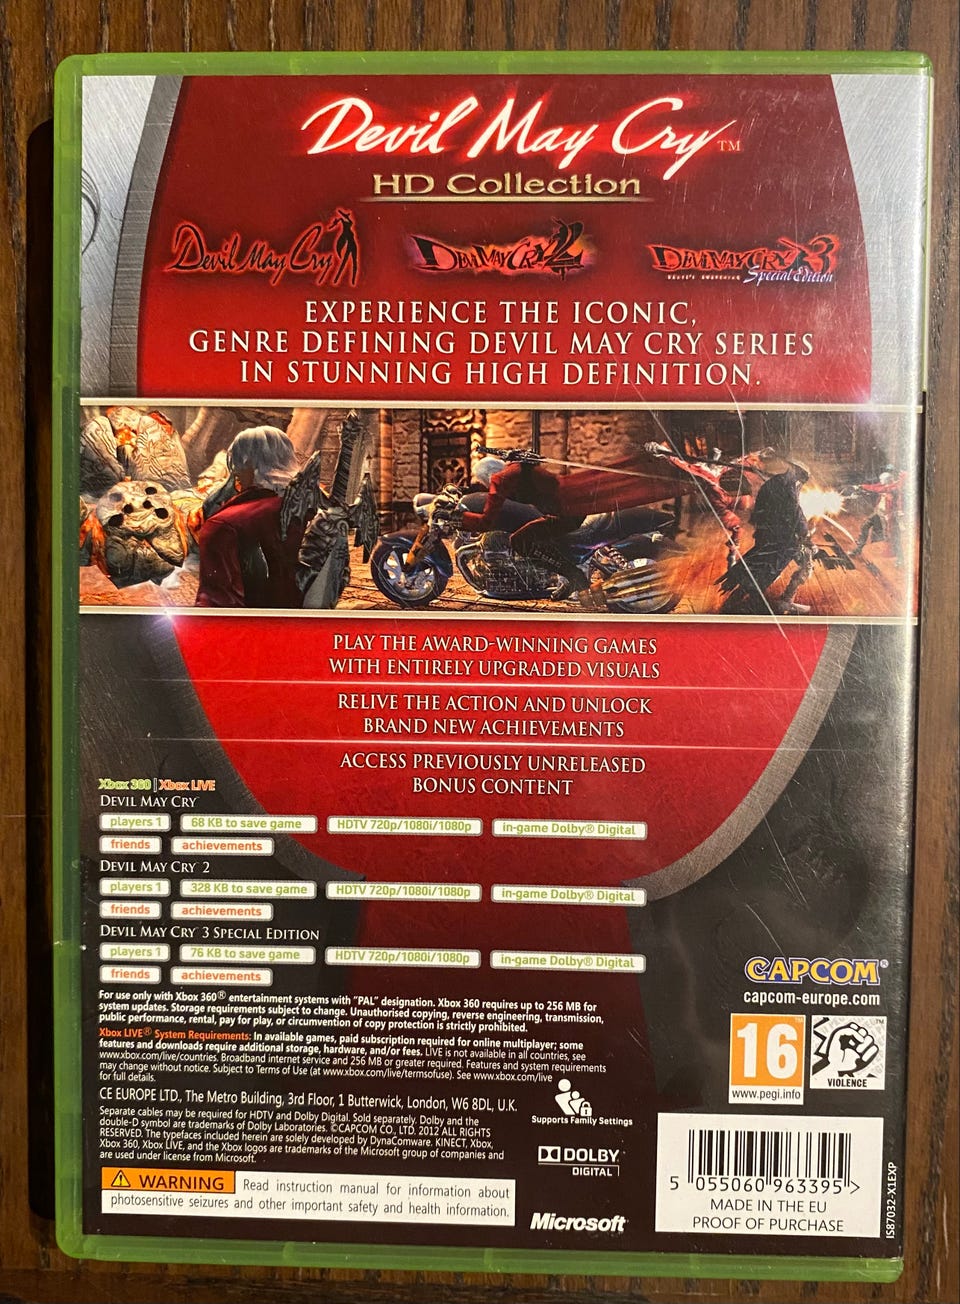 Devil May Cry™
HD Collection
Devil May Cry
Devil May Cry 2
Devil May Cry 3
Dante's Awakening Special Edition
EXPERIENCE THE ICONIC,
GENRE DEFINING DEVIL MAY CRY SERIES
IN STUNNING HIGH DEFINITION.
PLAY THE AWARD-WINNING GAMES
WITH ENTIRELY UPGRADED VISUALS
RELIVE THE ACTION AND UNLOCK
BRAND NEW ACHIEVEMENTS
ACCESS PREVIOUSLY UNRELEASED
BONUS CONTENT
Xbox 360 | Xbox LIVE
DEVIL MAY CRY™
players 1 68 KB to save game HDTV 720p/1080i/1080p in-game Dolby® Digital
friends achievements
DEVIL MAY CRY™ 2
players 1 328 KB to save game HDTV 720p/1080i/1080p in-game Dolby® Digital
friends achievements
DEVIL MAY CRY™ 3 SPECIAL EDITION
players 1 76 KB to save game HDTV 720p/1080i/1080p in-game Dolby® Digital
friends achievements
For use only with Xbox 360® entertainment systems with "PAL" designation. Xbox 360 requires up to 256 MB for
system updates. Storage requirements subject to change. Unauthorised copying, reverse engineering, transmission,
public performance, rental, pay for play, or circumvention of copy protection is strictly prohibited.
Xbox LIVE® System Requirements: In available games, paid subscription required for online multiplayer; some
features and downloads require additional storage, hardware, and/or fees. LIVE is not available in all countries, see
www.xbox.com/live/countries. Broadband internet service and 256 MB or greater required. Features and system requirements
may change without notice. Subject to Terms of Use (at www.xbox.com/live/termsofuse). See www.xbox.com/live
for full details.
CE EUROPE LTD., The Metro Building, 3rd Floor, 1 Butterwick, London, W6 8DL, U.K.
Separate cables may be required for HDTV and Dolby Digital. Sold separately. Dolby and the
double-D symbol are trademarks of Dolby Laboratories. ©CAPCOM CO., LTD. 2012 ALL RIGHTS
RESERVED. The typefaces included herein are solely developed by DynaComware. KINECT, Xbox,
Xbox 360, Xbox LIVE, and the Xbox logos are trademarks of the Microsoft group of companies and
are used under license from Microsoft.
WARNING Read instruction manual for information about
photosensitive seizures and other important safety and health information.
Supports Family Settings
DOLBY
DIGITAL
Microsoft®
CAPCOM®
capcom-europe.com
16
www.pegi.info
VIOLENCE
™
5 055060 963395 >
MADE IN THE EU
PROOF OF PURCHASE
IS87032-X1EXP